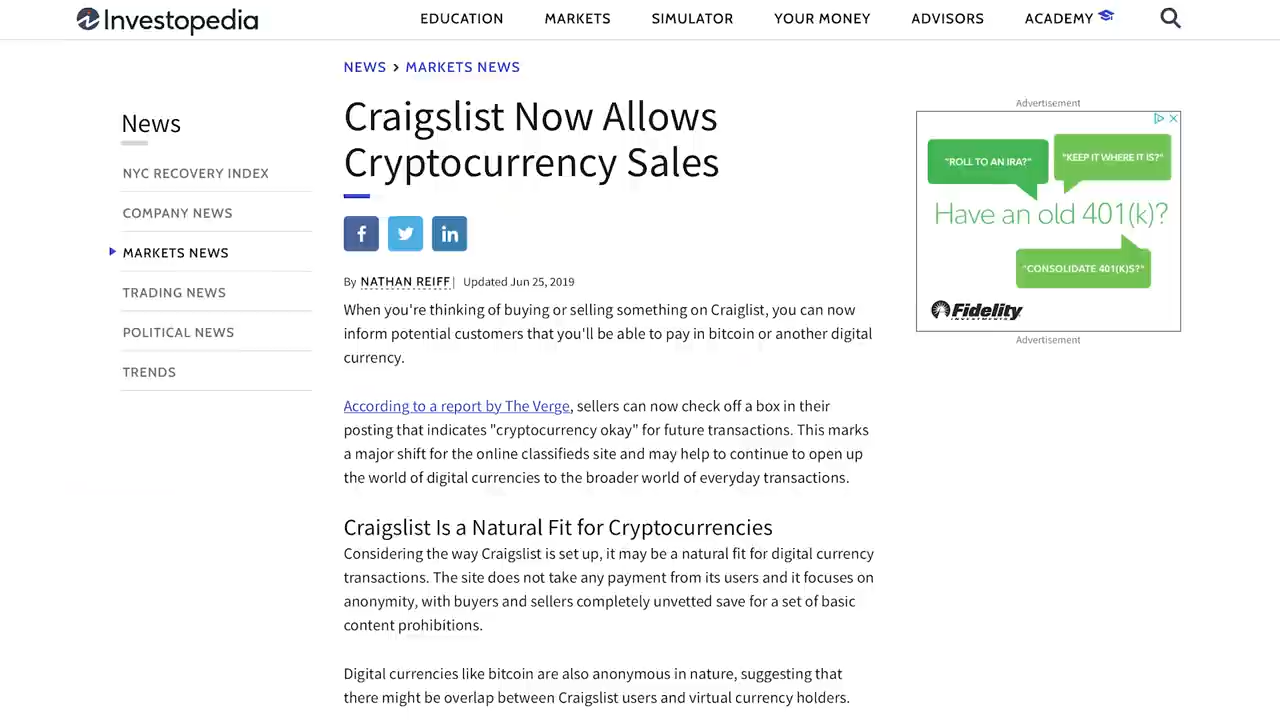 Investopedia
EDUCATION MARKETS SIMULATOR YOUR MONEY ADVISORS ACADEMY
NEWS > MARKETS NEWS
News
NYC RECOVERY INDEX
COMPANY NEWS
MARKETS NEWS
TRADING NEWS
POLITICAL NEWS
TRENDS
Craigslist Now Allows
Cryptocurrency Sales
f in
By NATHAN REIFF | Updated Jun 25, 2019
When you're thinking of buying or selling something on Craiglist, you can now
inform potential customers that you'll be able to pay in bitcoin or another digital
currency.
According to a report by The Verge, sellers can now check off a box in their
posting that indicates "cryptocurrency okay" for future transactions. This marks
a major shift for the online classifieds site and may help to continue to open up
the world of digital currencies to the broader world of everyday transactions.
Craigslist Is a Natural Fit for Cryptocurrencies
Considering the way Craigslist is set up, it may be a natural fit for digital currency
transactions. The site does not take any payment from its users and it focuses on
anonymity, with buyers and sellers completely unvetted save for a set of basic
content prohibitions.
Digital currencies like bitcoin are also anonymous in nature, suggesting that
there might be overlap between Craigslist users and virtual currency holders.
Advertisement
"ROLL TO AN IRA?"
"KEEP IT WHERE IT IS?"
Have an old 401(k)?
"CONSOLIDATE 401(K)S?"
Fidelity
INVESTMENTS
Advertisement